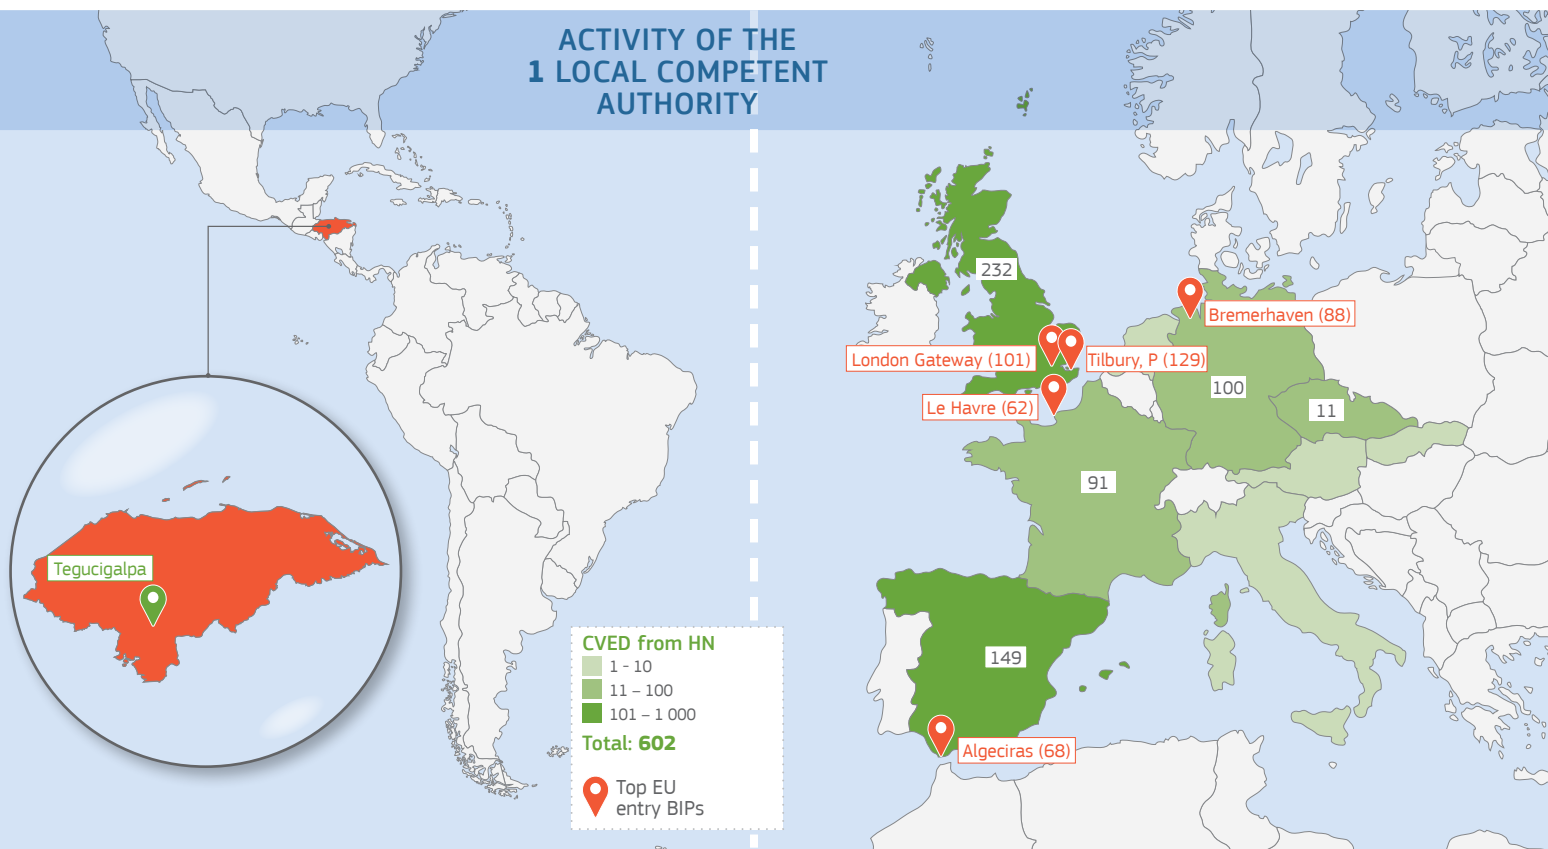 ACTIVITY OF THE
1 LOCAL COMPETENT
AUTHORITY
232
Bremerhaven (88)
London Gateway (101)
Tilbury, P (129)
Le Havre (62)
100
11
91
Tegucigalpa
149
Algeciras (68)
CVED from HN
1 - 10
11 – 100
101 – 1 000
Total: 602
Top EU
entry BIPs